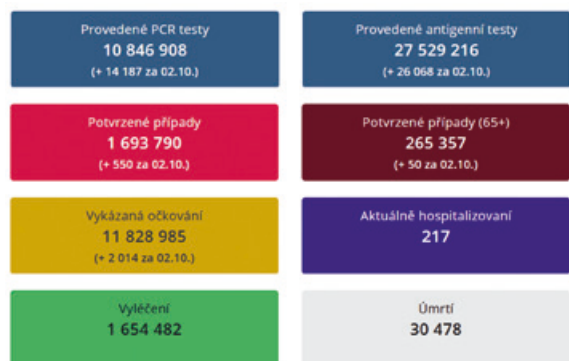 Provedené PCR testy
10 846 908
(+ 14 187 za 02.10.)
Provedené antigenní testy
27 529 216
(+ 26 068 za 02.10.)
Potvrzené případy
1 693 790
(+ 550 za 02.10.)
Potvrzené případy (65+)
265 357
(+ 50 za 02.10.)
Vykázaná očkování
11 828 985
(+ 2 014 za 02.10.)
Aktuálně hospitalizovaní
217
Vyléčení
1 654 482
Úmrtí
30 478